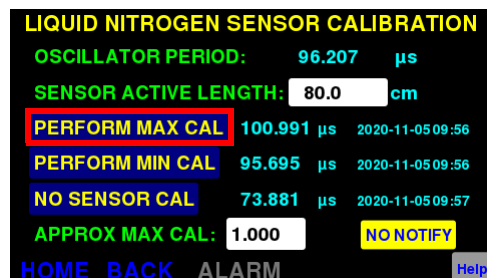 LIQUID NITROGEN SENSOR CALIBRATION
OSCILLATOR PERIOD: 96.207 µs
SENSOR ACTIVE LENGTH: 80.0 cm
PERFORM MAX CAL 100.991 µs 2020-11-05 09:56
PERFORM MIN CAL 95.695 µs 2020-11-05 09:56
NO SENSOR CAL 73.881 µs 2020-11-05 09:57
APPROX MAX CAL: 1.000 NO NOTIFY
HOME BACK ALARM Help